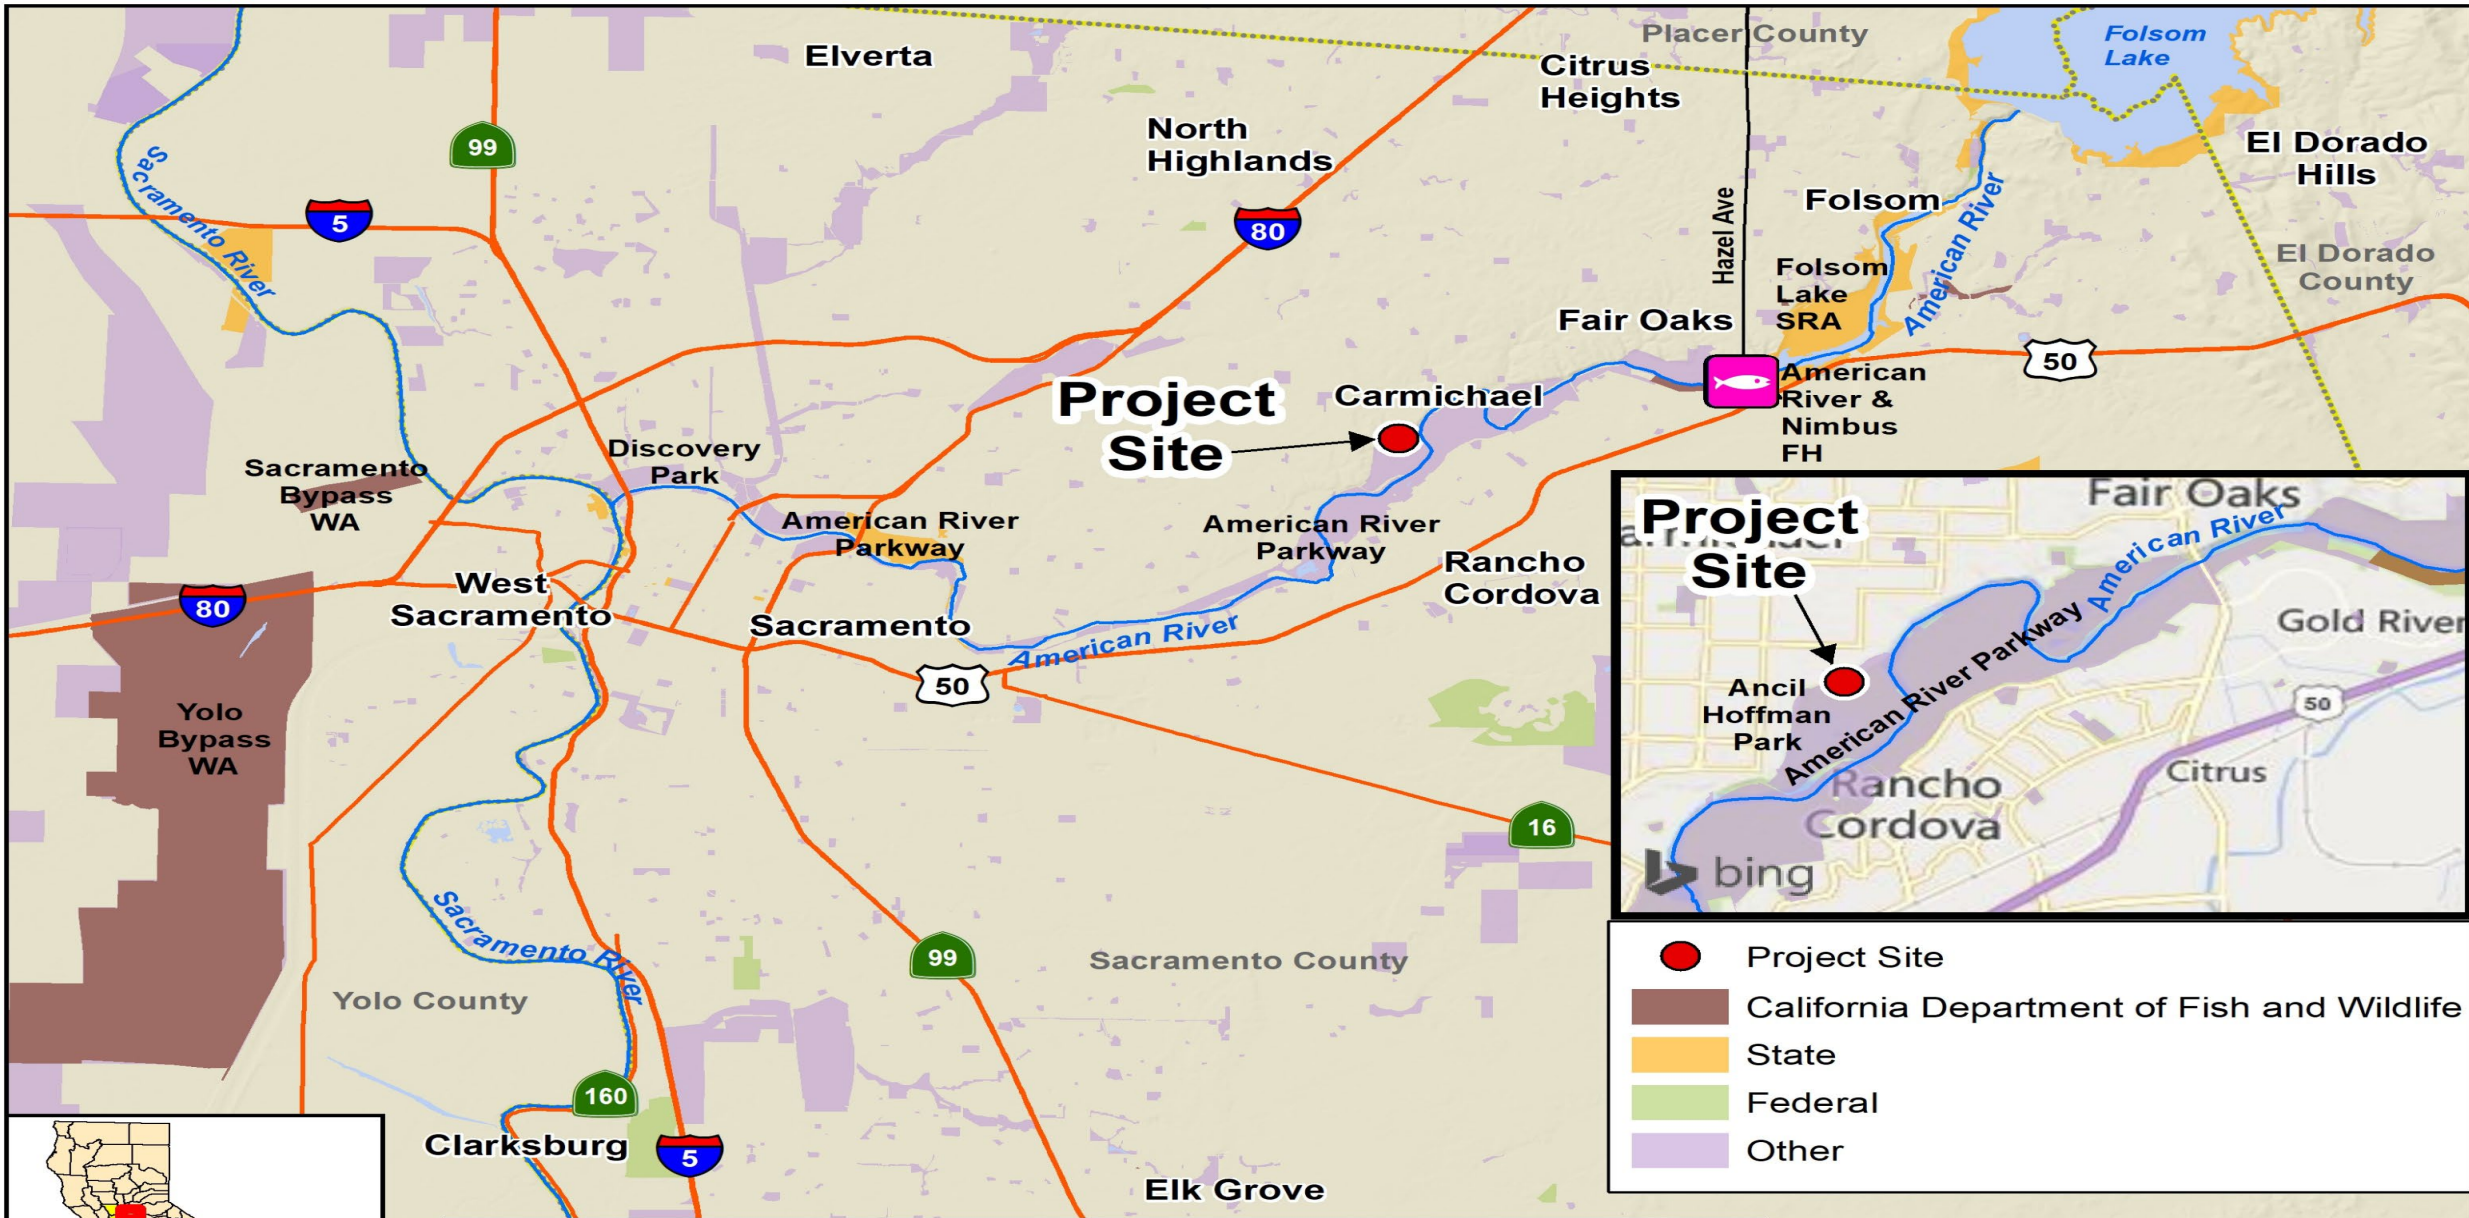 Elverta
Placer County
Folsom
Lake
Citrus
Heights
North
Highlands
99
El Dorado
Hills
Sacramento River
5
80
Hazel Ave
Folsom
American River
El Dorado
County
Folsom
Lake
SRA
Fair Oaks
50
American
River &
Nimbus
FH
Project
Site
Carmichael
Discovery
Park
Sacramento
Bypass
WA
American River
Parkway
American River
Parkway
Rancho
Cordova
West
Sacramento
80
Sacramento
American River
50
Yolo
Bypass
WA
16
Sacramento River
99
Sacramento County
Yolo County
160
Clarksburg
5
Elk Grove
Project
Site
Fair Oaks
American River
Gold River
American River Parkway
Ancil
Hoffman
Park
50
Citrus
Rancho
Cordova
bing
Project Site
California Department of Fish and Wildlife
State
Federal
Other